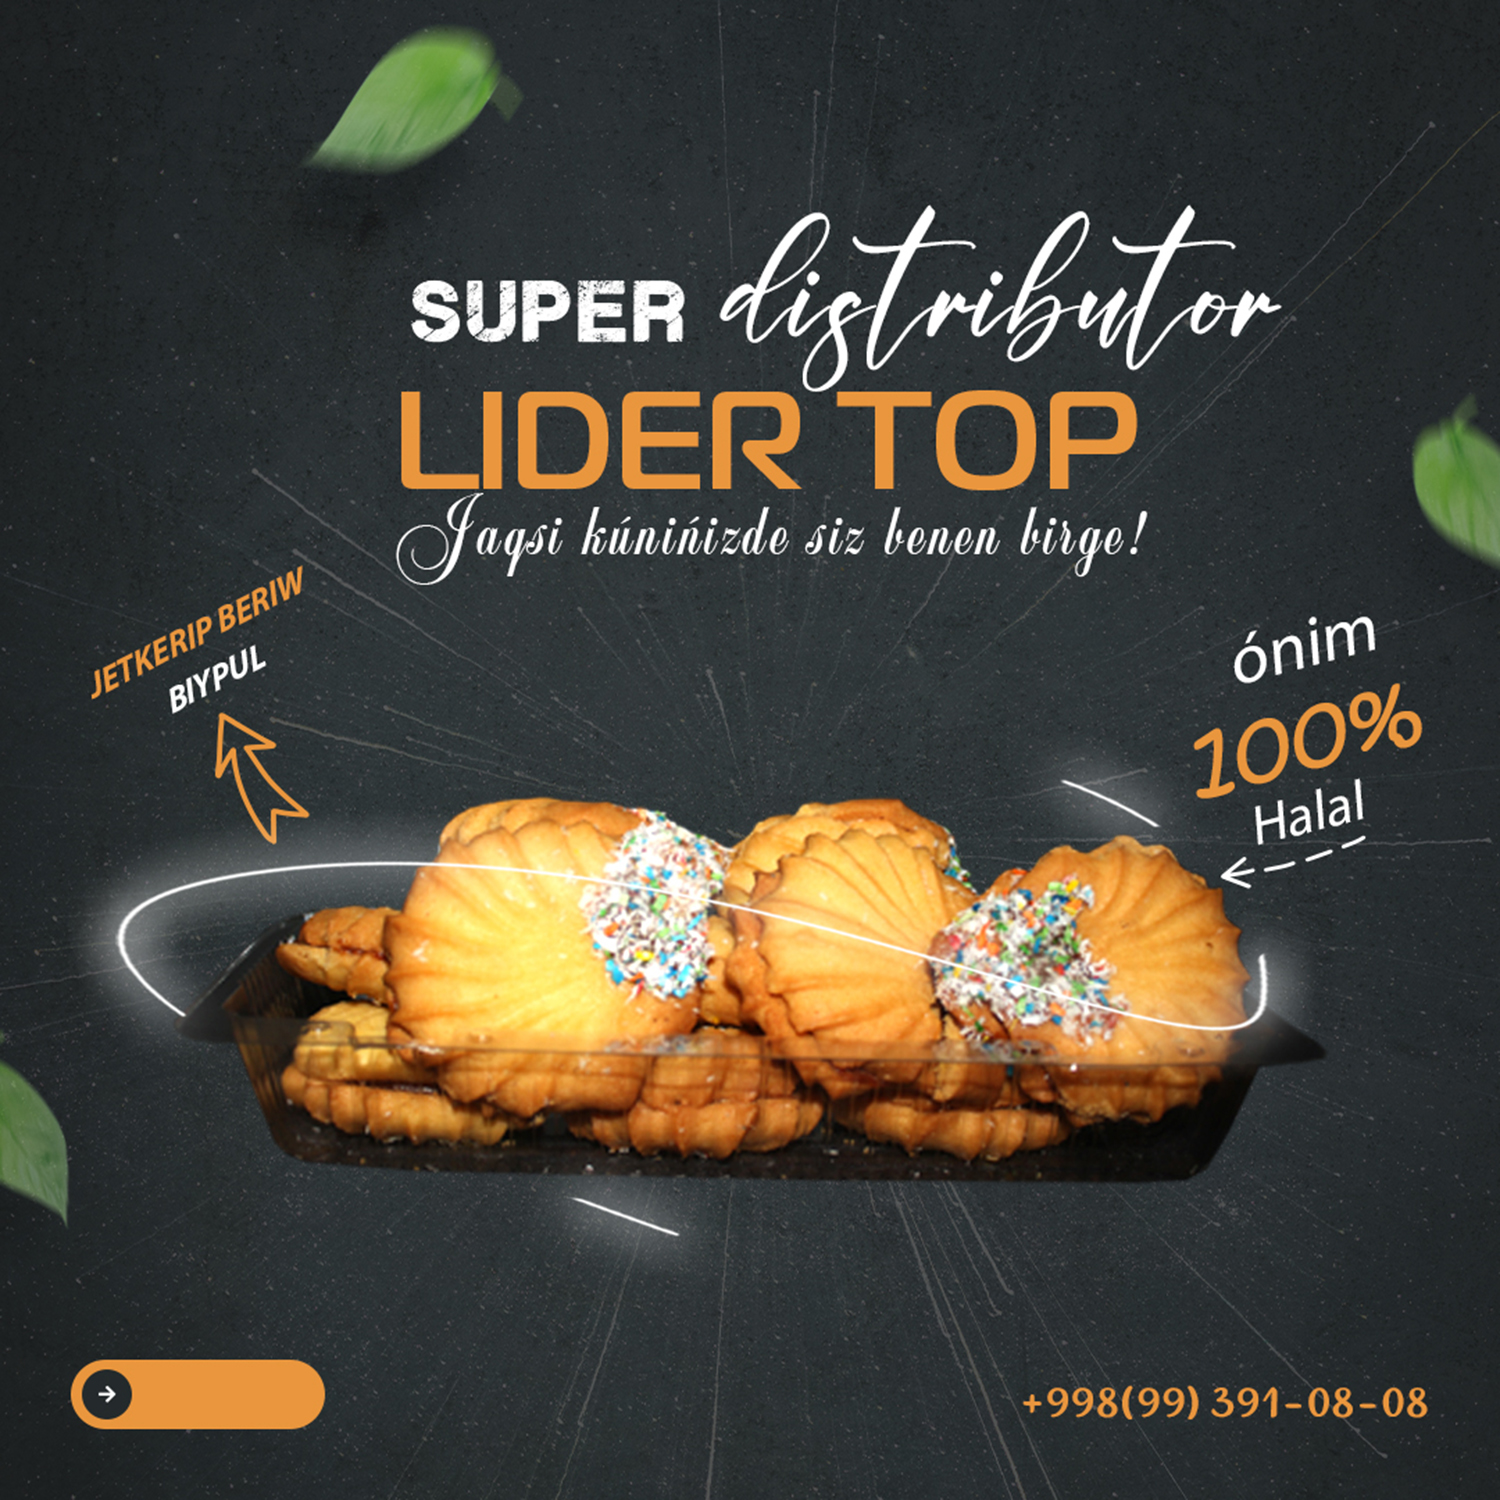 SUPER distributor
LIDER TOP
Jaqsi kúnińizde siz benen birge!
JETKERIP BERIW
BIYPUL
ónim
100%
Halal
+998(99) 391-08-08